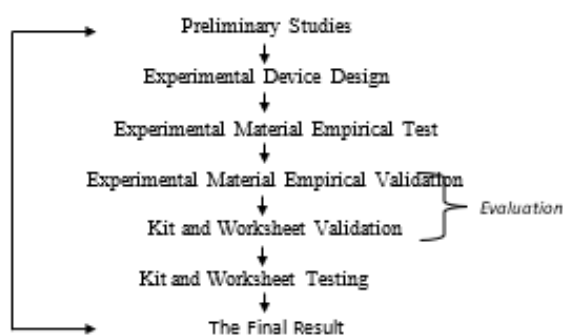 Preliminary Studies
Experimental Device Design
Experimental Material Empirical Test
Experimental Material Empirical Validation
Evaluation
Kit and Worksheet Validation
Kit and Worksheet Testing
The Final Result